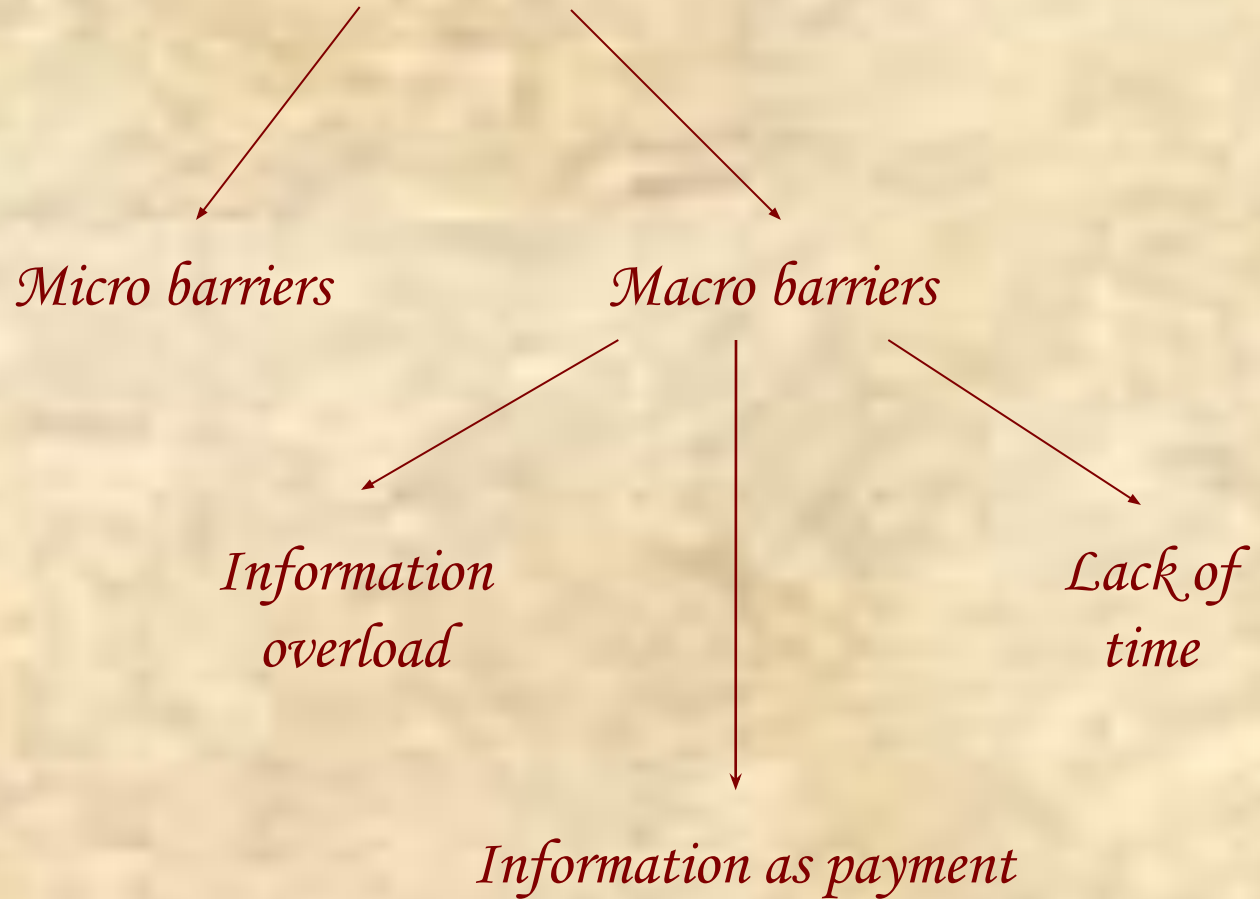 Micro barriers
Macro barriers
Information
overload
Lack of
time
Information as payment